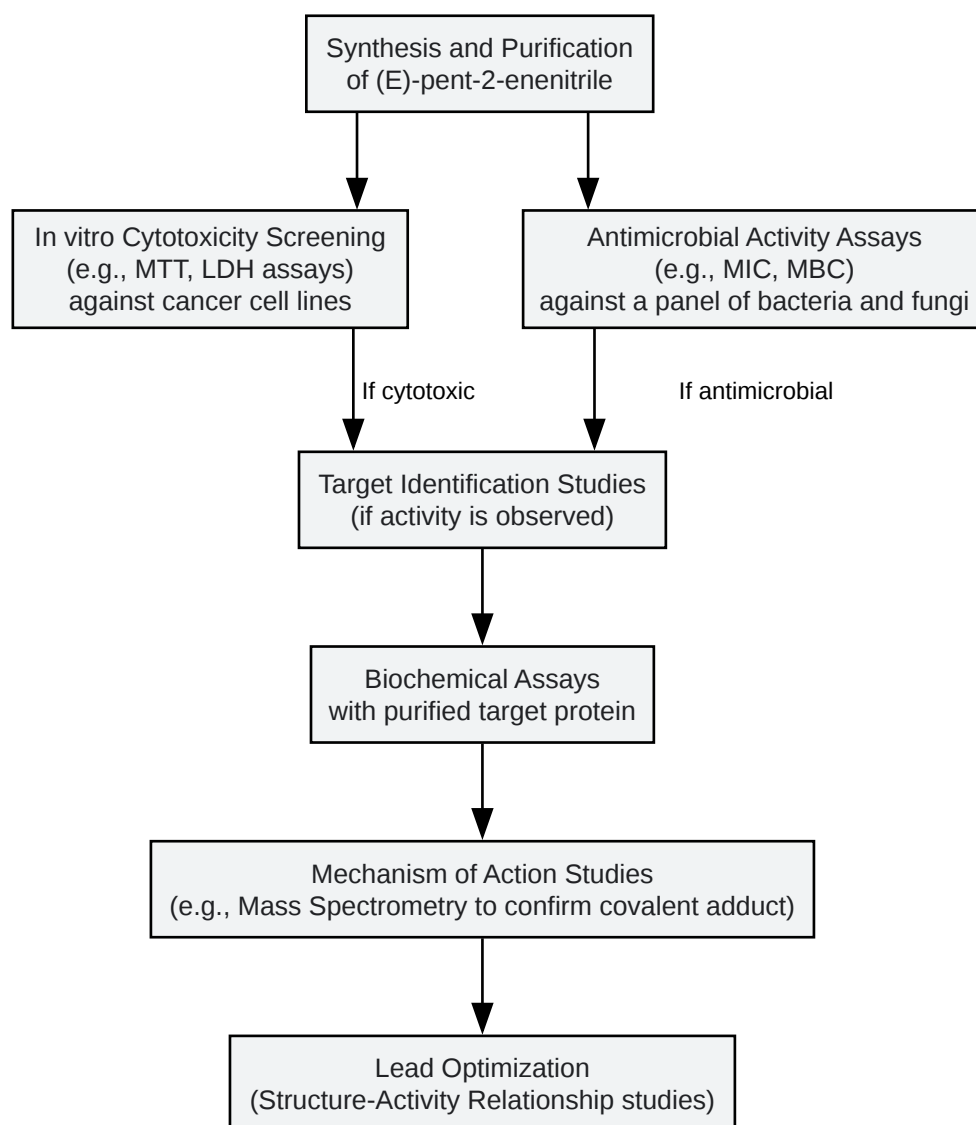 Synthesis and Purification
of (E)-pent-2-enenitrile
In vitro Cytotoxicity Screening
(e.g., MTT, LDH assays)
against cancer cell lines
Antimicrobial Activity Assays
(e.g., MIC, MBC)
against a panel of bacteria and fungi
If cytotoxic
If antimicrobial
Target Identification Studies
(if activity is observed)
Biochemical Assays
with purified target protein
Mechanism of Action Studies
(e.g., Mass Spectrometry to confirm covalent adduct)
Lead Optimization
(Structure-Activity Relationship studies)